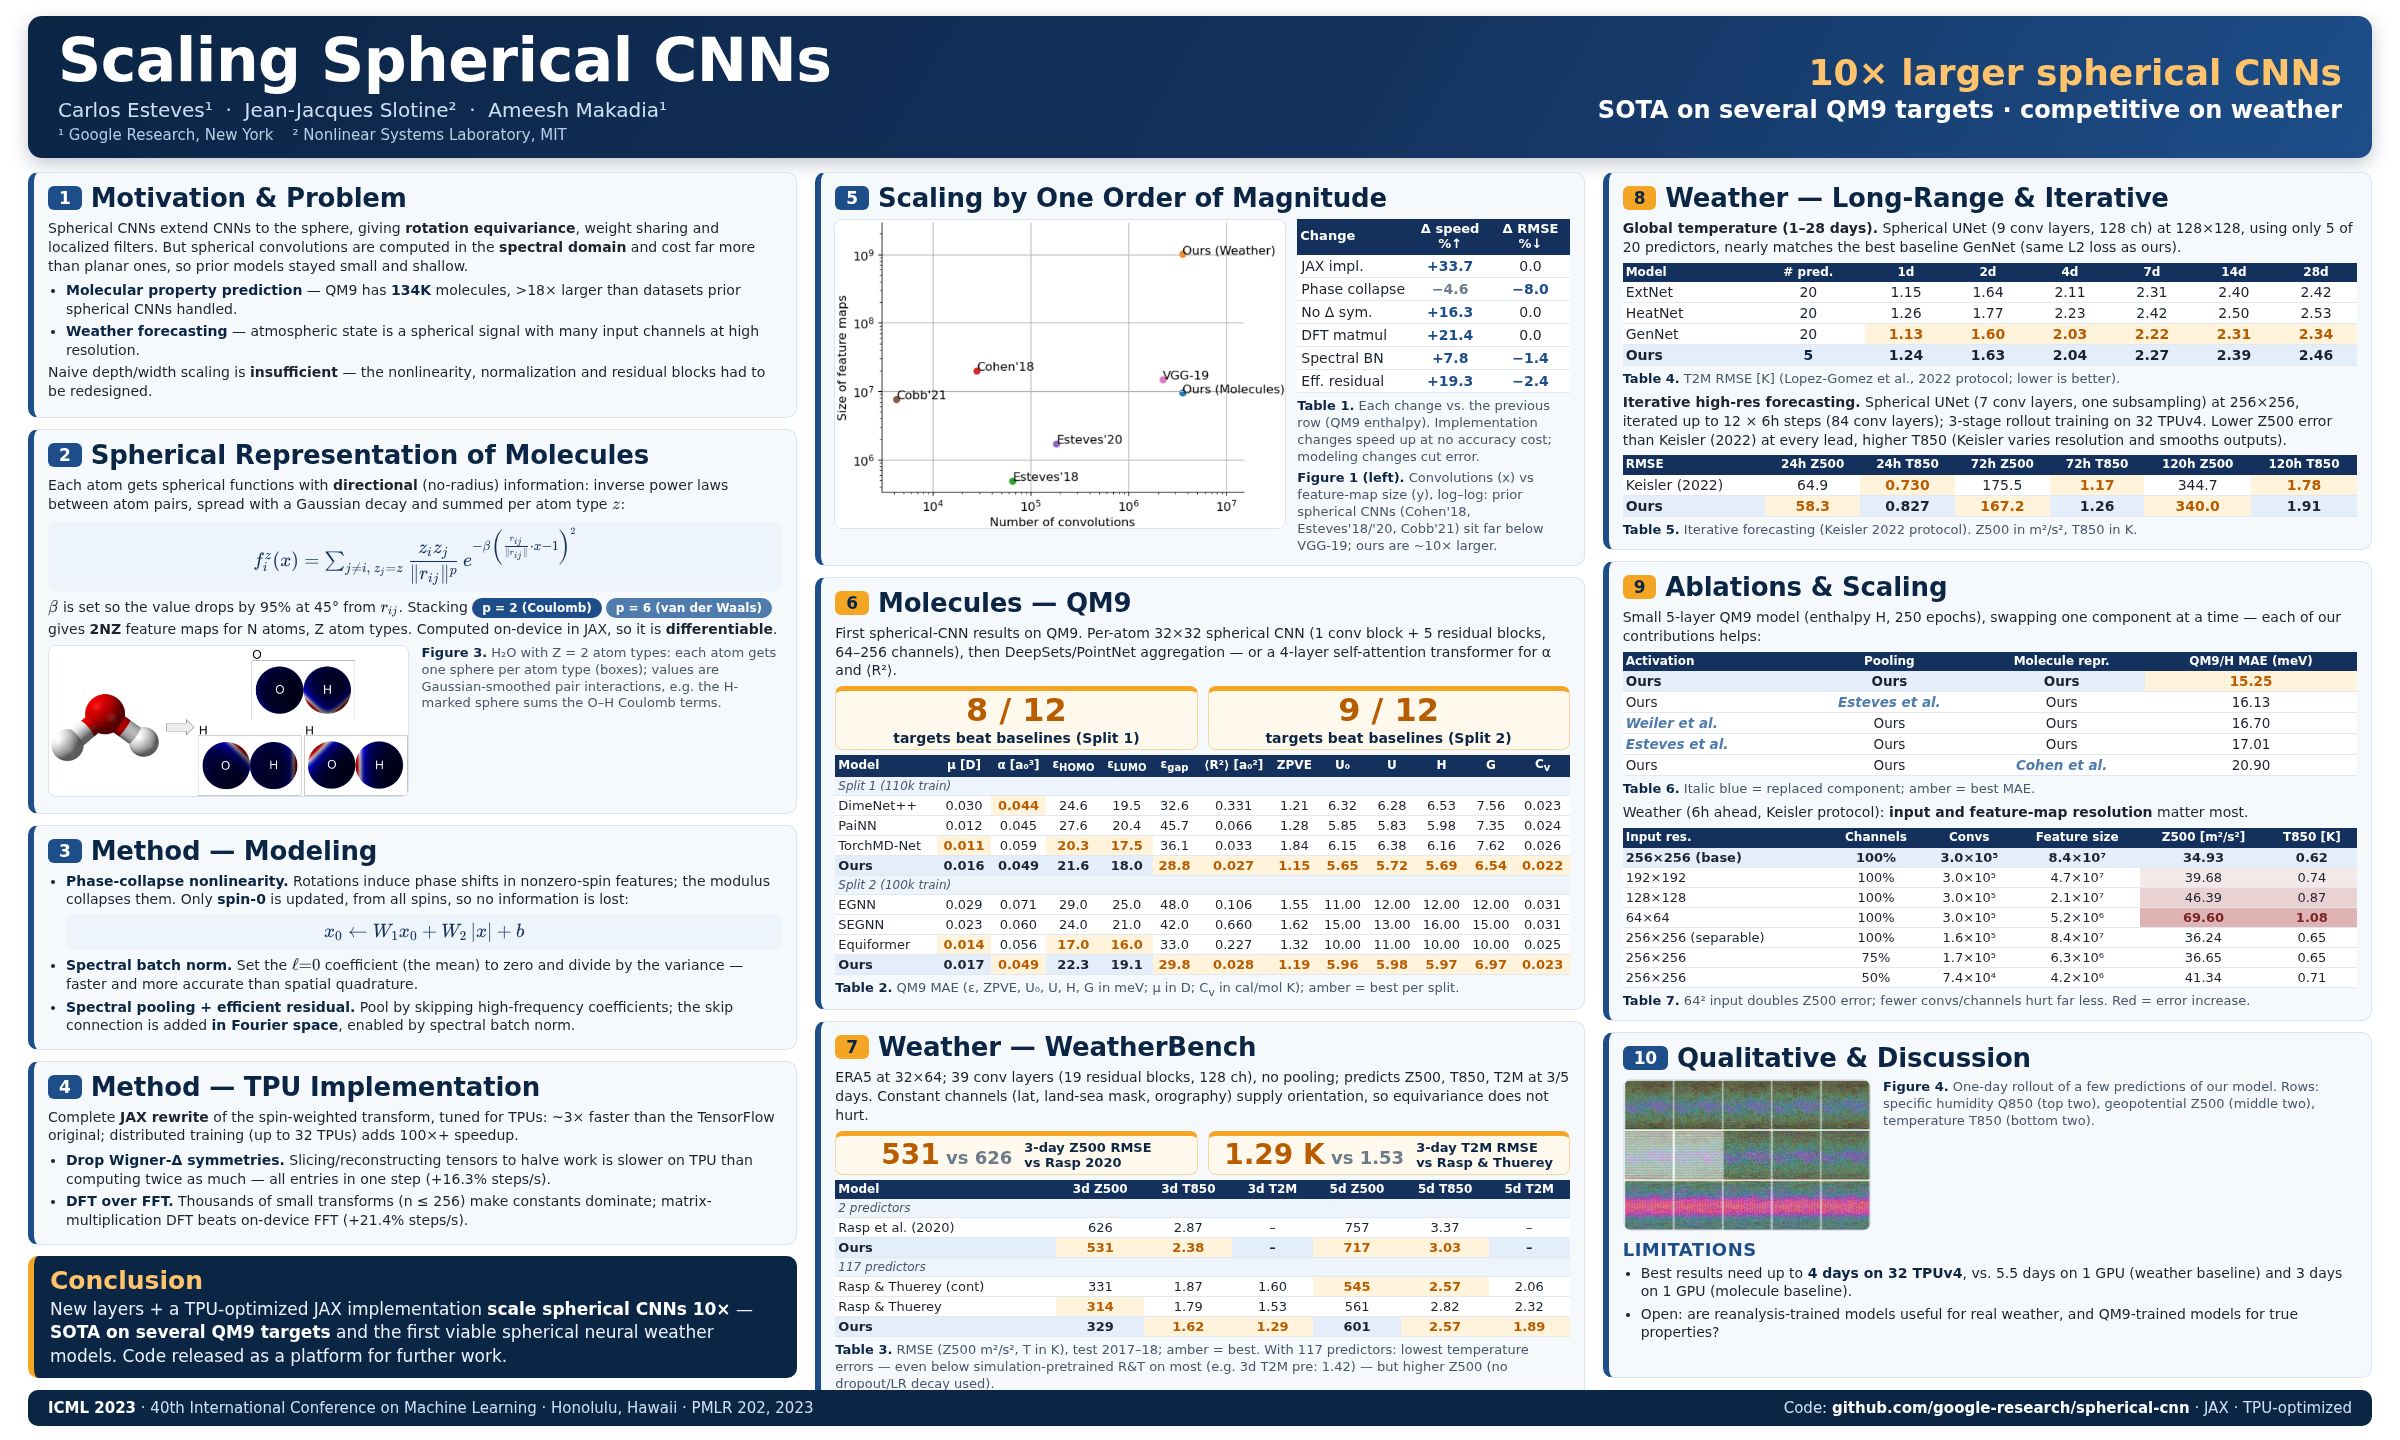 Scaling Spherical CNNs
Carlos Esteves¹ · Jean-Jacques Slotine² · Ameesh Makadia¹
¹ Google Research, New York ² Nonlinear Systems Laboratory, MIT
10× larger spherical CNNs
SOTA on several QM9 targets · competitive on weather
1 Motivation & Problem
Spherical CNNs extend CNNs to the sphere, giving rotation equivariance, weight sharing and
localized filters. But spherical convolutions are computed in the spectral domain and cost far more
than planar ones, so prior models stayed small and shallow.
• Molecular property prediction — QM9 has 134K molecules, >18× larger than datasets prior
spherical CNNs handled.
• Weather forecasting — atmospheric state is a spherical signal with many input channels at high
resolution.
Naive depth/width scaling is insufficient — the nonlinearity, normalization and residual blocks had to
be redesigned.
2 Spherical Representation of Molecules
Each atom gets spherical functions with directional (no-radius) information: inverse power laws
between atom pairs, spread with a Gaussian decay and summed per atom type z:
f_i^z(x) = ∑_{j≠i, z_j=z} \frac{z_i z_j}{‖r_{ij}‖^p} e^{−β(\frac{r_{ij}}{‖r_{ij}‖}·x−1)^2}
β is set so the value drops by 95% at 45° from r_{ij}. Stacking p = 2 (Coulomb) p = 6 (van der Waals)
gives 2NZ feature maps for N atoms, Z atom types. Computed on-device in JAX, so it is differentiable.
O
O H
H H
O H O H
Figure 3. H₂O with Z = 2 atom types: each atom gets
one sphere per atom type (boxes); values are
Gaussian-smoothed pair interactions, e.g. the H-
marked sphere sums the O–H Coulomb terms.
3 Method — Modeling
• Phase-collapse nonlinearity. Rotations induce phase shifts in nonzero-spin features; the modulus
collapses them. Only spin-0 is updated, from all spins, so no information is lost:
x₀ ← W₁x₀ + W₂ |x| + b
• Spectral batch norm. Set the ℓ=0 coefficient (the mean) to zero and divide by the variance —
faster and more accurate than spatial quadrature.
• Spectral pooling + efficient residual. Pool by skipping high-frequency coefficients; the skip
connection is added in Fourier space, enabled by spectral batch norm.
4 Method — TPU Implementation
Complete JAX rewrite of the spin-weighted transform, tuned for TPUs: ~3× faster than the TensorFlow
original; distributed training (up to 32 TPUs) adds 100×+ speedup.
• Drop Wigner-Δ symmetries. Slicing/reconstructing tensors to halve work is slower on TPU than
computing twice as much — all entries in one step (+16.3% steps/s).
• DFT over FFT. Thousands of small transforms (n ≤ 256) make constants dominate; matrix-
multiplication DFT beats on-device FFT (+21.4% steps/s).
Conclusion
New layers + a TPU-optimized JAX implementation scale spherical CNNs 10× —
SOTA on several QM9 targets and the first viable spherical neural weather
models. Code released as a platform for further work.
5 Scaling by One Order of Magnitude
Size of feature maps
10⁹
10⁸
10⁷
10⁶
Ours (Weather)
Cohen'18
VGG-19
Ours (Molecules)
Cobb'21
Esteves'20
Esteves'18
10⁴ 10⁵ 10⁶ 10⁷
Number of convolutions
Change Δ speed %↑ Δ RMSE %↓
JAX impl. +33.7 0.0
Phase collapse −4.6 −8.0
No Δ sym. +16.3 0.0
DFT matmul +21.4 0.0
Spectral BN +7.8 −1.4
Eff. residual +19.3 −2.4
Table 1. Each change vs. the previous
row (QM9 enthalpy). Implementation
changes speed up at no accuracy cost;
modeling changes cut error.
Figure 1 (left). Convolutions (x) vs
feature-map size (y), log–log: prior
spherical CNNs (Cohen'18,
Esteves'18/'20, Cobb'21) sit far below
VGG-19; ours are ~10× larger.
6 Molecules — QM9
First spherical-CNN results on QM9. Per-atom 32×32 spherical CNN (1 conv block + 5 residual blocks,
64–256 channels), then DeepSets/PointNet aggregation — or a 4-layer self-attention transformer for α
and ⟨R²⟩.
8 / 12
targets beat baselines (Split 1)
9 / 12
targets beat baselines (Split 2)
Model μ [D] α [a₀³] ε_HOMO ε_LUMO ε_gap ⟨R²⟩ [a₀²] ZPVE U₀ U H G C_v
Split 1 (110k train)
DimeNet++ 0.030 0.044 24.6 19.5 32.6 0.331 1.21 6.32 6.28 6.53 7.56 0.023
PaiNN 0.012 0.045 27.6 20.4 45.7 0.066 1.28 5.85 5.83 5.98 7.35 0.024
TorchMD-Net 0.011 0.059 20.3 17.5 36.1 0.033 1.84 6.15 6.38 6.16 7.62 0.026
Ours 0.016 0.049 21.6 18.0 28.8 0.027 1.15 5.65 5.72 5.69 6.54 0.022
Split 2 (100k train)
EGNN 0.029 0.071 29.0 25.0 48.0 0.106 1.55 11.00 12.00 12.00 12.00 0.031
SEGNN 0.023 0.060 24.0 21.0 42.0 0.660 1.62 15.00 13.00 16.00 15.00 0.031
Equiformer 0.014 0.056 17.0 16.0 33.0 0.227 1.32 10.00 11.00 10.00 10.00 0.025
Ours 0.017 0.049 22.3 19.1 29.8 0.028 1.19 5.96 5.98 5.97 6.97 0.023
Table 2. QM9 MAE (ε, ZPVE, U₀, U, H, G in meV; μ in D; C_v in cal/mol K); amber = best per split.
7 Weather — WeatherBench
ERA5 at 32×64; 39 conv layers (19 residual blocks, 128 ch), no pooling; predicts Z500, T850, T2M at 3/5
days. Constant channels (lat, land-sea mask, orography) supply orientation, so equivariance does not
hurt.
531 vs 626 3-day Z500 RMSE vs Rasp 2020
1.29 K vs 1.53 3-day T2M RMSE vs Rasp & Thuerey
Model 3d Z500 3d T850 3d T2M 5d Z500 5d T850 5d T2M
2 predictors
Rasp et al. (2020) 626 2.87 – 757 3.37 –
Ours 531 2.38 – 717 3.03 –
117 predictors
Rasp & Thuerey (cont) 331 1.87 1.60 545 2.57 2.06
Rasp & Thuerey 314 1.79 1.53 561 2.82 2.32
Ours 329 1.62 1.29 601 2.57 1.89
Table 3. RMSE (Z500 m²/s², T in K), test 2017–18; amber = best. With 117 predictors: lowest temperature
errors — even below simulation-pretrained R&T on most (e.g. 3d T2M pre: 1.42) — but higher Z500 (no
dropout/LR decay used).
8 Weather — Long-Range & Iterative
Global temperature (1–28 days). Spherical UNet (9 conv layers, 128 ch) at 128×128, using only 5 of
20 predictors, nearly matches the best baseline GenNet (same L2 loss as ours).
Model # pred. 1d 2d 4d 7d 14d 28d
ExtNet 20 1.15 1.64 2.11 2.31 2.40 2.42
HeatNet 20 1.26 1.77 2.23 2.42 2.50 2.53
GenNet 20 1.13 1.60 2.03 2.22 2.31 2.34
Ours 5 1.24 1.63 2.04 2.27 2.39 2.46
Table 4. T2M RMSE [K] (Lopez-Gomez et al., 2022 protocol; lower is better).
Iterative high-res forecasting. Spherical UNet (7 conv layers, one subsampling) at 256×256,
iterated up to 12 × 6h steps (84 conv layers); 3-stage rollout training on 32 TPUv4. Lower Z500 error
than Keisler (2022) at every lead, higher T850 (Keisler varies resolution and smooths outputs).
RMSE 24h Z500 24h T850 72h Z500 72h T850 120h Z500 120h T850
Keisler (2022) 64.9 0.730 175.5 1.17 344.7 1.78
Ours 58.3 0.827 167.2 1.26 340.0 1.91
Table 5. Iterative forecasting (Keisler 2022 protocol). Z500 in m²/s², T850 in K.
9 Ablations & Scaling
Small 5-layer QM9 model (enthalpy H, 250 epochs), swapping one component at a time — each of our
contributions helps:
Activation Pooling Molecule repr. QM9/H MAE (meV)
Ours Ours Ours 15.25
Ours Esteves et al. Ours 16.13
Weiler et al. Ours Ours 16.70
Esteves et al. Ours Ours 17.01
Ours Ours Cohen et al. 20.90
Table 6. Italic blue = replaced component; amber = best MAE.
Weather (6h ahead, Keisler protocol): input and feature-map resolution matter most.
Input res. Channels Convs Feature size Z500 [m²/s²] T850 [K]
256×256 (base) 100% 3.0×10⁵ 8.4×10⁷ 34.93 0.62
192×192 100% 3.0×10⁵ 4.7×10⁷ 39.68 0.74
128×128 100% 3.0×10⁵ 2.1×10⁷ 46.39 0.87
64×64 100% 3.0×10⁵ 5.2×10⁶ 69.60 1.08
256×256 (separable) 100% 1.6×10⁵ 8.4×10⁷ 36.24 0.65
256×256 75% 1.7×10⁵ 6.3×10⁶ 36.65 0.65
256×256 50% 7.4×10⁴ 4.2×10⁶ 41.34 0.71
Table 7. 64² input doubles Z500 error; fewer convs/channels hurt far less. Red = error increase.
10 Qualitative & Discussion
Figure 4. One-day rollout of a few predictions of our model. Rows:
specific humidity Q850 (top two), geopotential Z500 (middle two),
temperature T850 (bottom two).
LIMITATIONS
• Best results need up to 4 days on 32 TPUv4, vs. 5.5 days on 1 GPU (weather baseline) and 3 days
on 1 GPU (molecule baseline).
• Open: are reanalysis-trained models useful for real weather, and QM9-trained models for true
properties?
ICML 2023 · 40th International Conference on Machine Learning · Honolulu, Hawaii · PMLR 202, 2023
Code: github.com/google-research/spherical-cnn · JAX · TPU-optimized